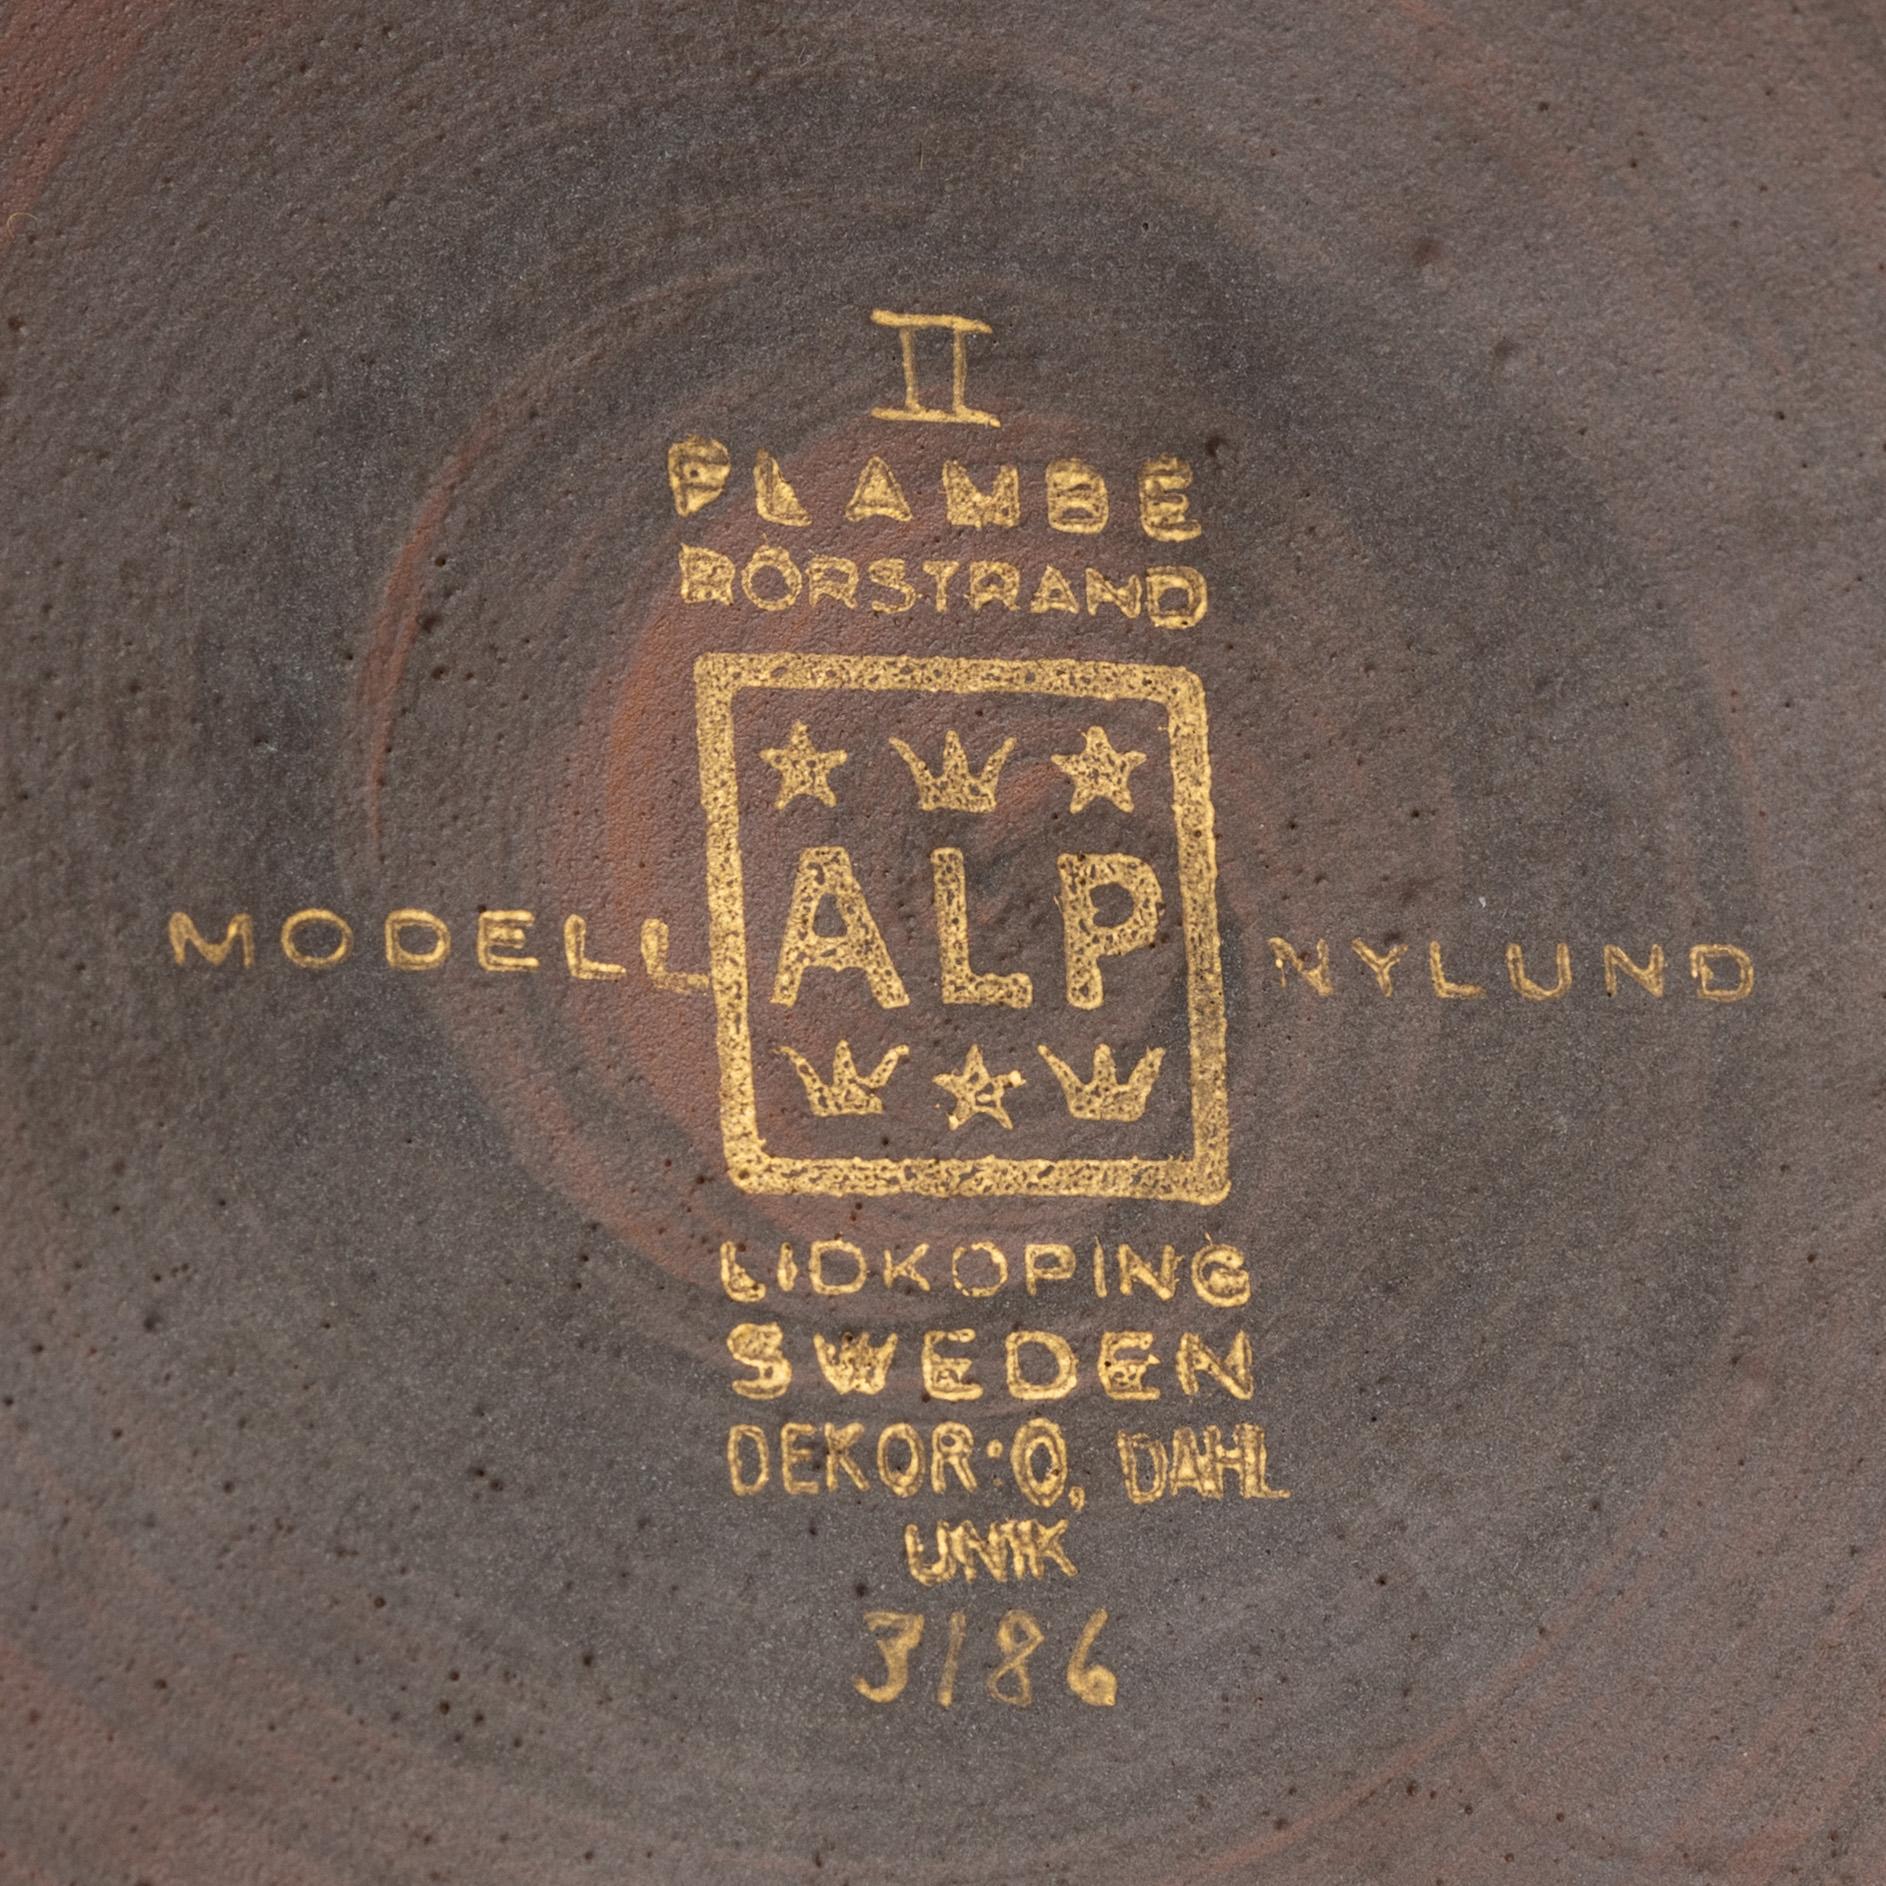 II
FLAMBE
RÖRSTRAND
ALP
MODELL NYLUND
LIDKOPING
SWEDEN
DEKOR: O, DAHL
UNIK
3/86